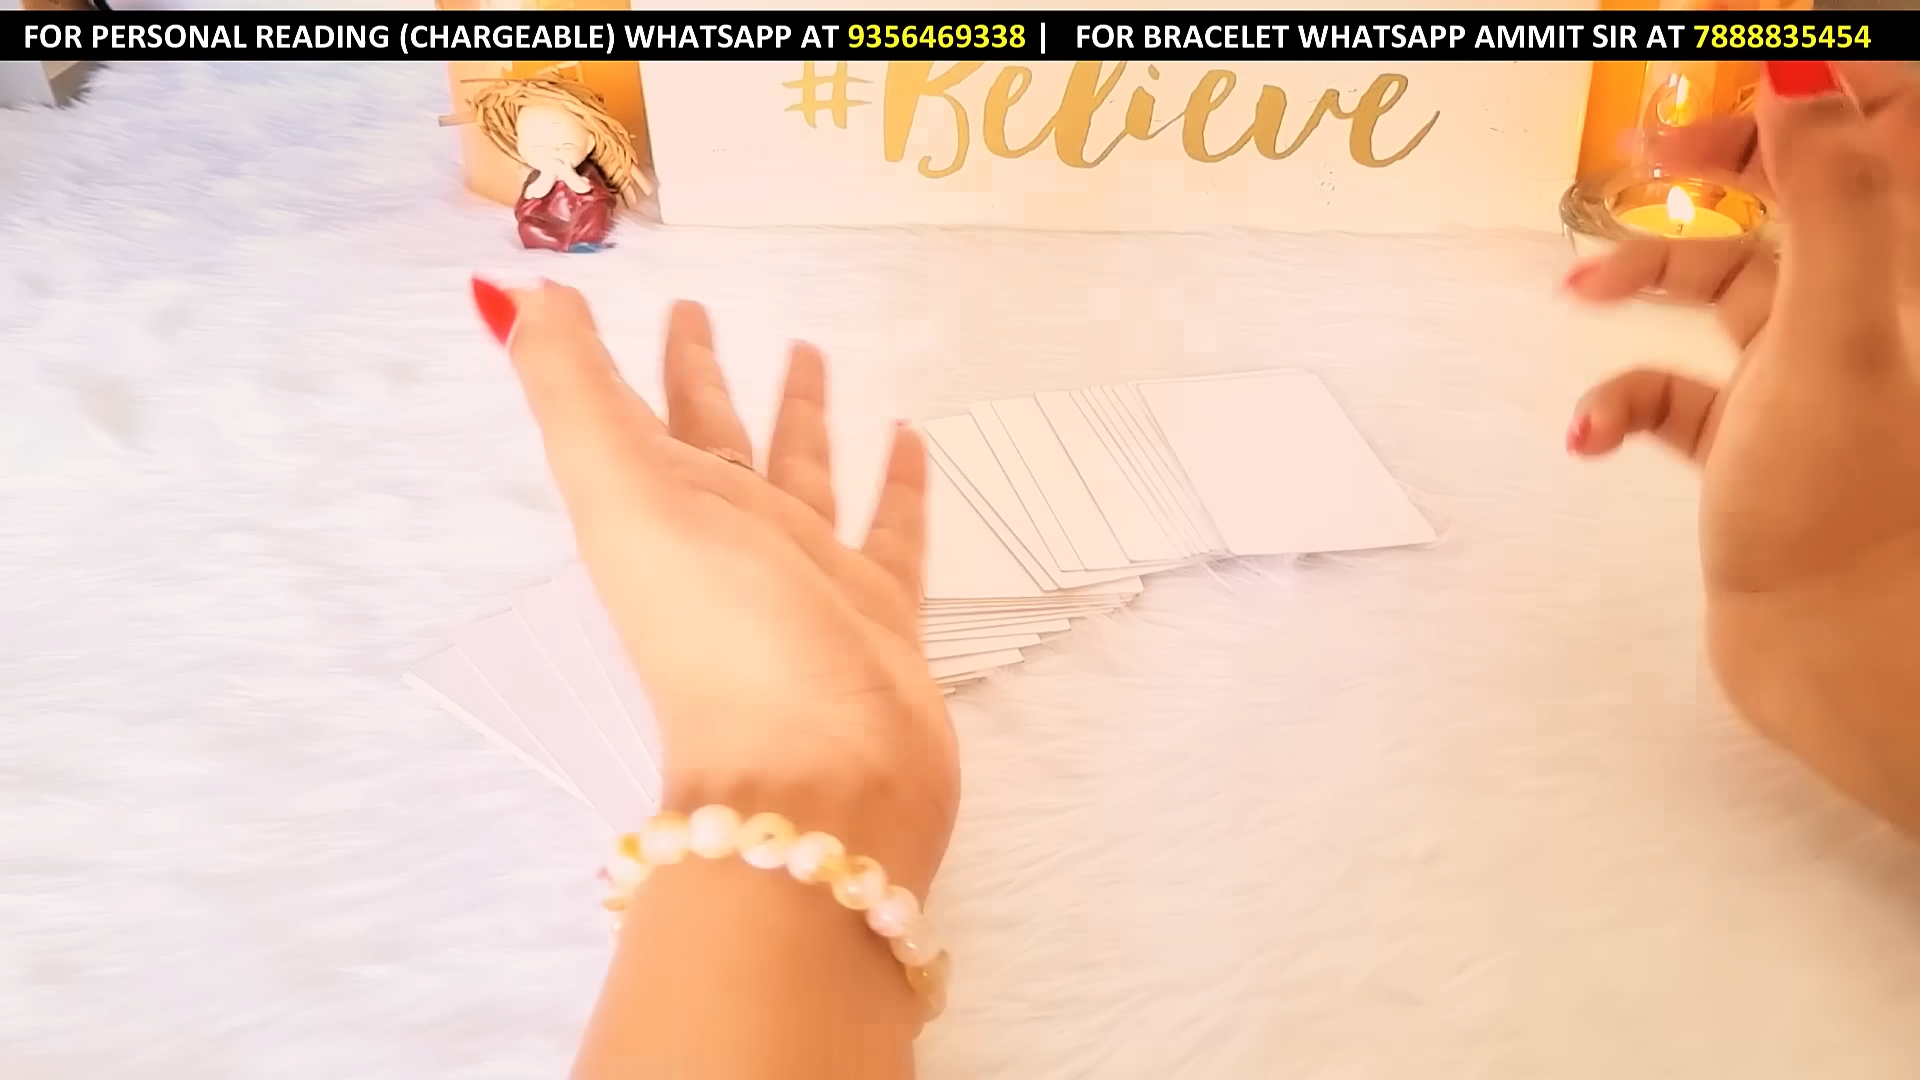 FOR PERSONAL READING (CHARGEABLE) WHATSAPP AT 9356469338 | FOR BRACELET WHATSAPP AMMIT SIR AT 7888835454
#Believe